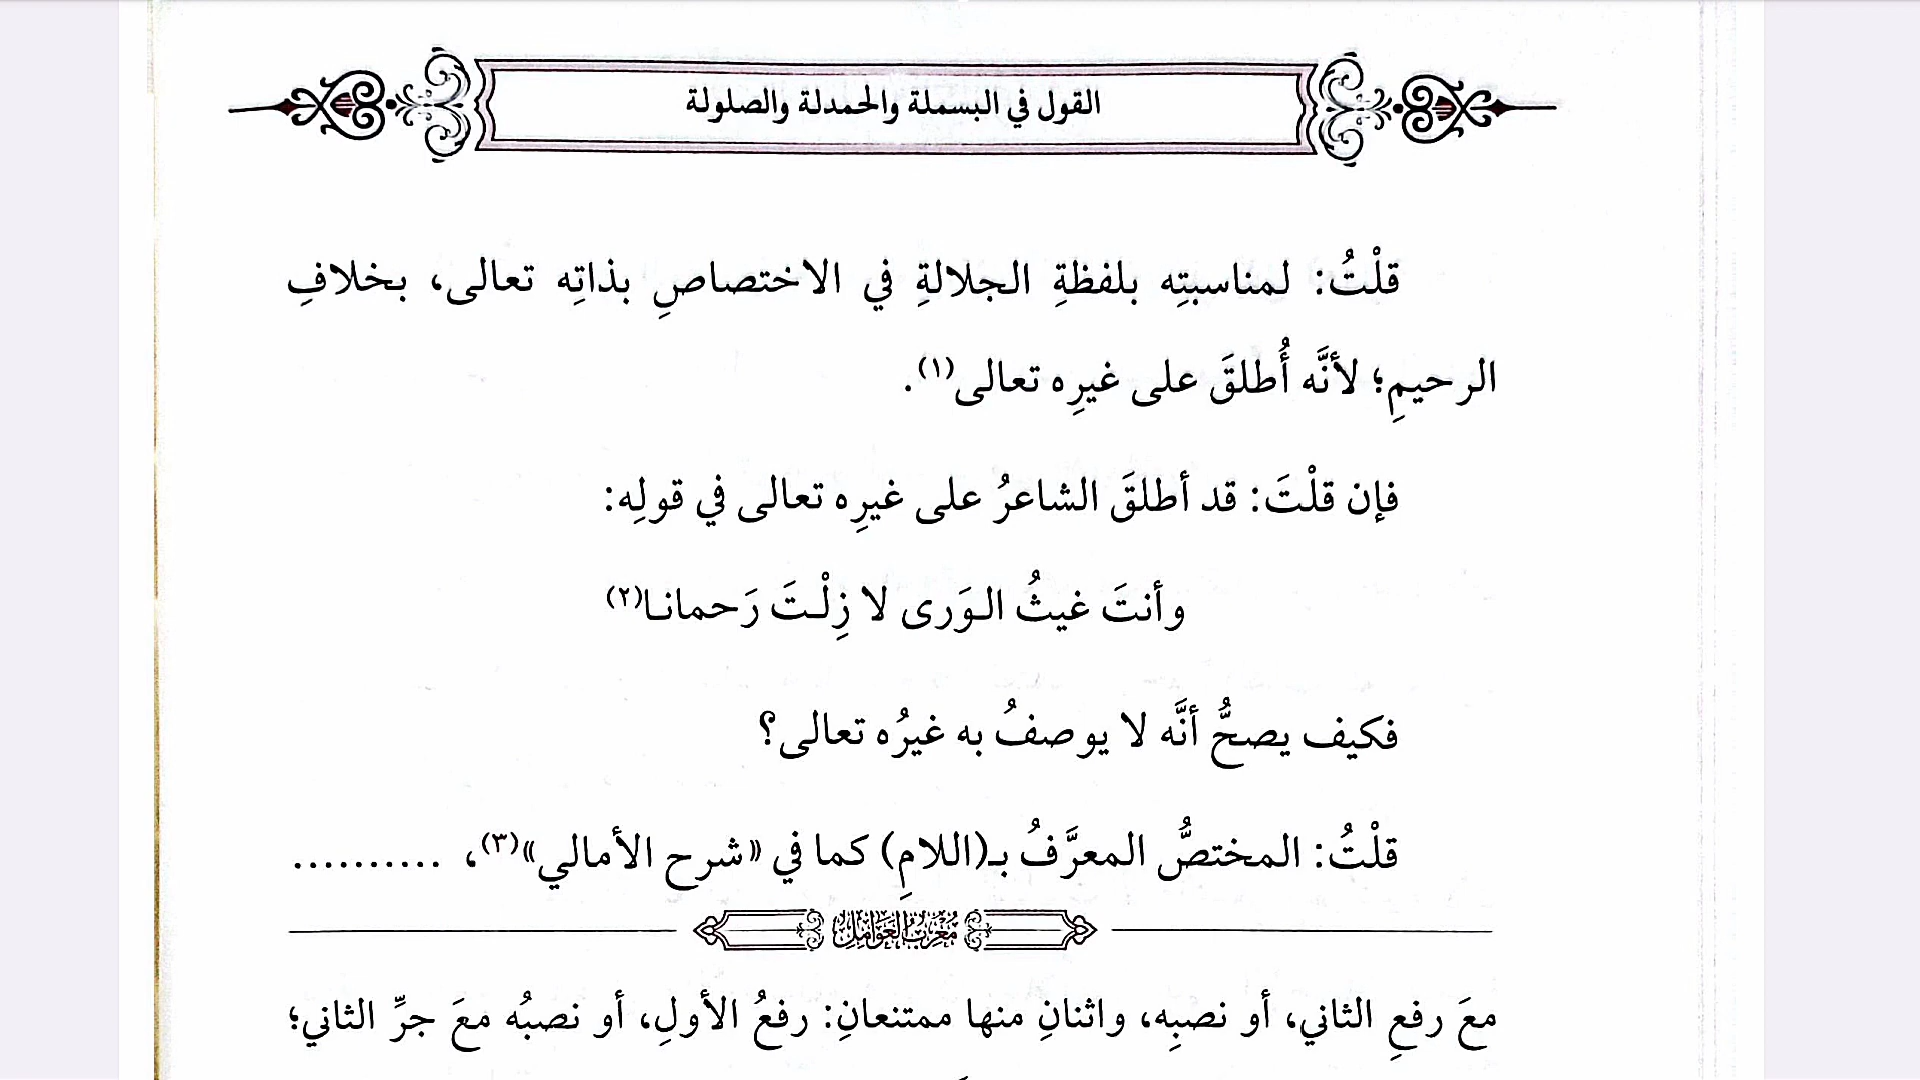 القول في البسملة والحمدلة والصلولة
قلْتُ: لمناسبتِه بلفظةِ الجلالةِ في الاختصاصِ بذاتِه تعالى، بخلافِ
الرحيمِ؛ لأنَّه أُطلقَ على غيرِه تعالى(١).
فإن قلْتَ: قد أطلقَ الشاعرُ على غيرِه تعالى في قولِه:
وأنتَ غيثُ الوَرى لا زِلْتَ رَحمانا(٢)
فكيف يصحُّ أنَّه لا يوصفُ به غيرُه تعالى؟
قلْتُ: المختصُّ المعرَّفُ بـ(اللامِ) كما في «شرح الأمالي»(٣)، ..........
مُعْرِبُ العَوَامِلِ
معَ رفعِ الثاني، أو نصبِه، واثنانِ منها ممتنعانِ: رفعُ الأولِ، أو نصبُه معَ جرِّ الثاني؛